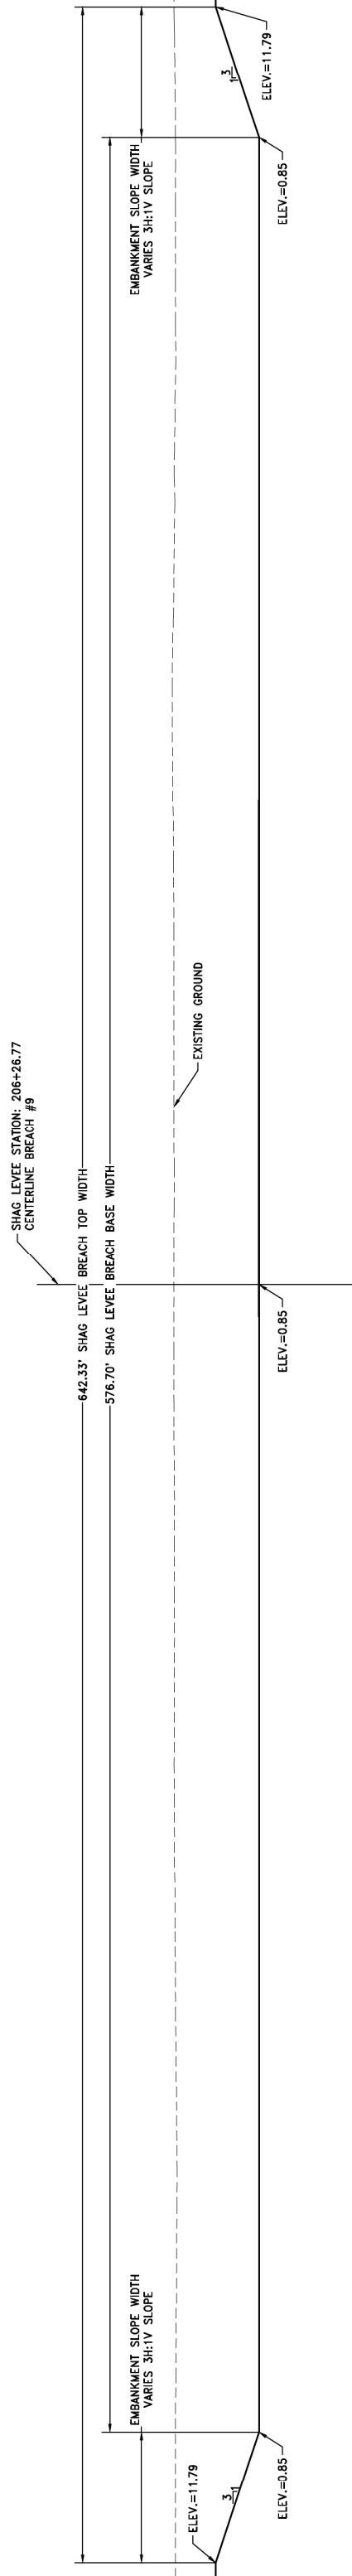 SHAG LEVEE STATION: 206+26.77
CENTERLINE BREACH #9
642.33' SHAG LEVEE BREACH TOP WIDTH
576.70' SHAG LEVEE BREACH BASE WIDTH
EMBANKMENT SLOPE WIDTH
VARIES 3H:1V SLOPE
EMBANKMENT SLOPE WIDTH
VARIES 3H:1V SLOPE
EXISTING GROUND
ELEV.=11.79
3
1
ELEV.=0.85
ELEV.=0.85
1
3
ELEV.=11.79
ELEV.=0.85